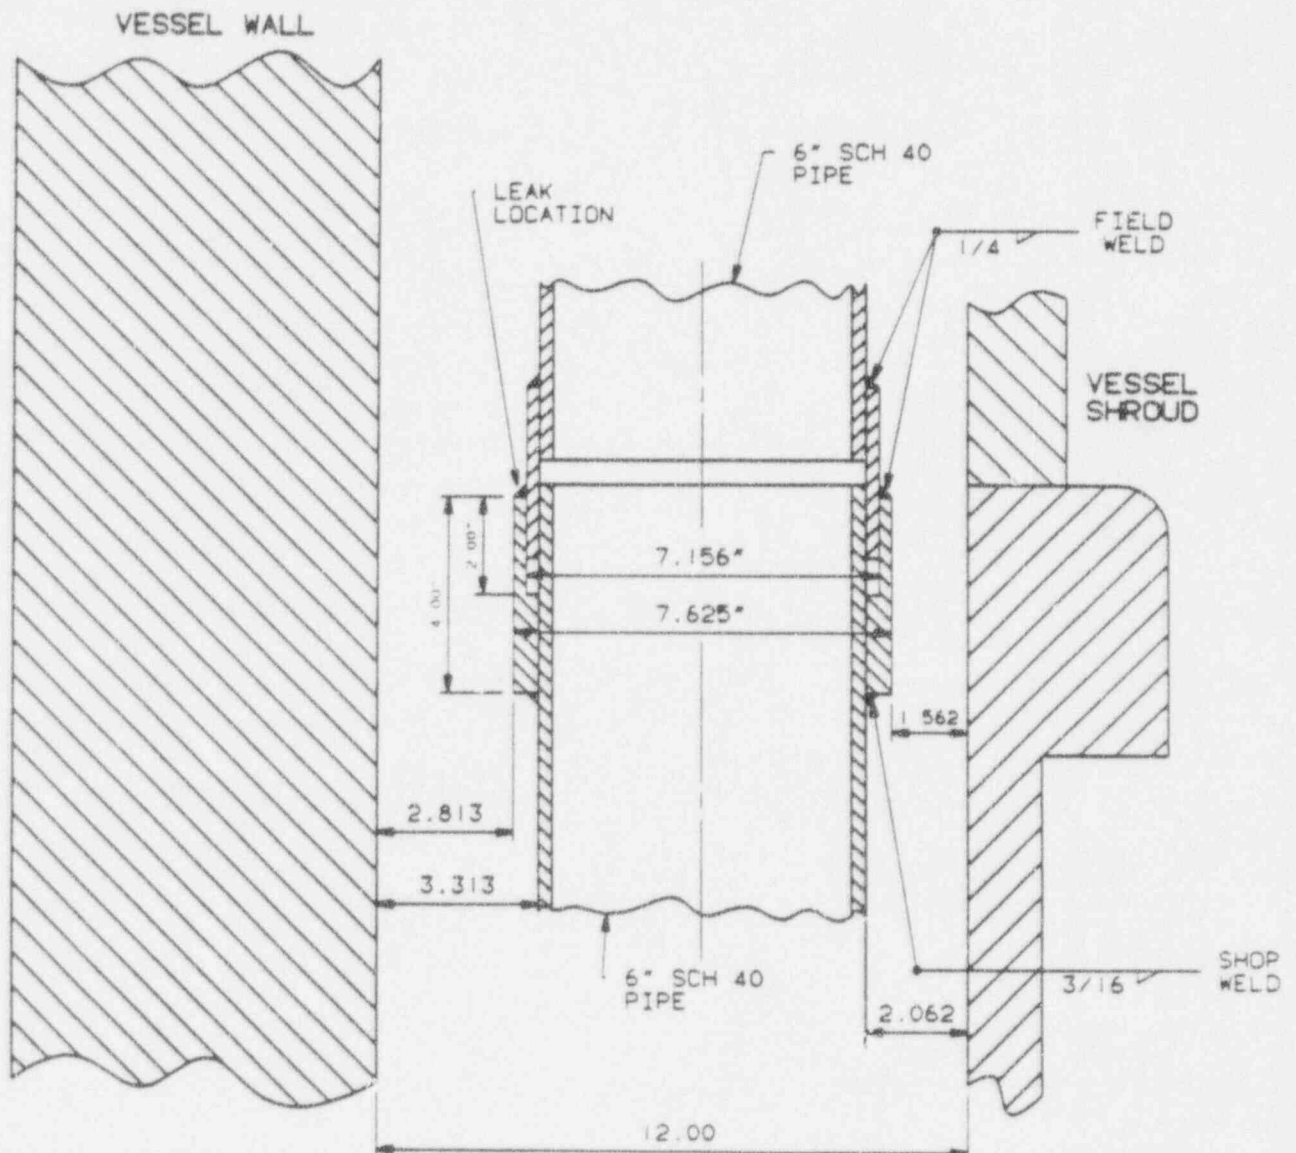 VESSEL WALL
6" SCH 40
PIPE
LEAK
LOCATION
FIELD
WELD
1/4
VESSEL
SHROUD
2.00"
4.00"
7.156"
7.625"
1.562
2.813
3.313
6" SCH 40
PIPE
SHOP
WELD
3/16
2.062
12.00